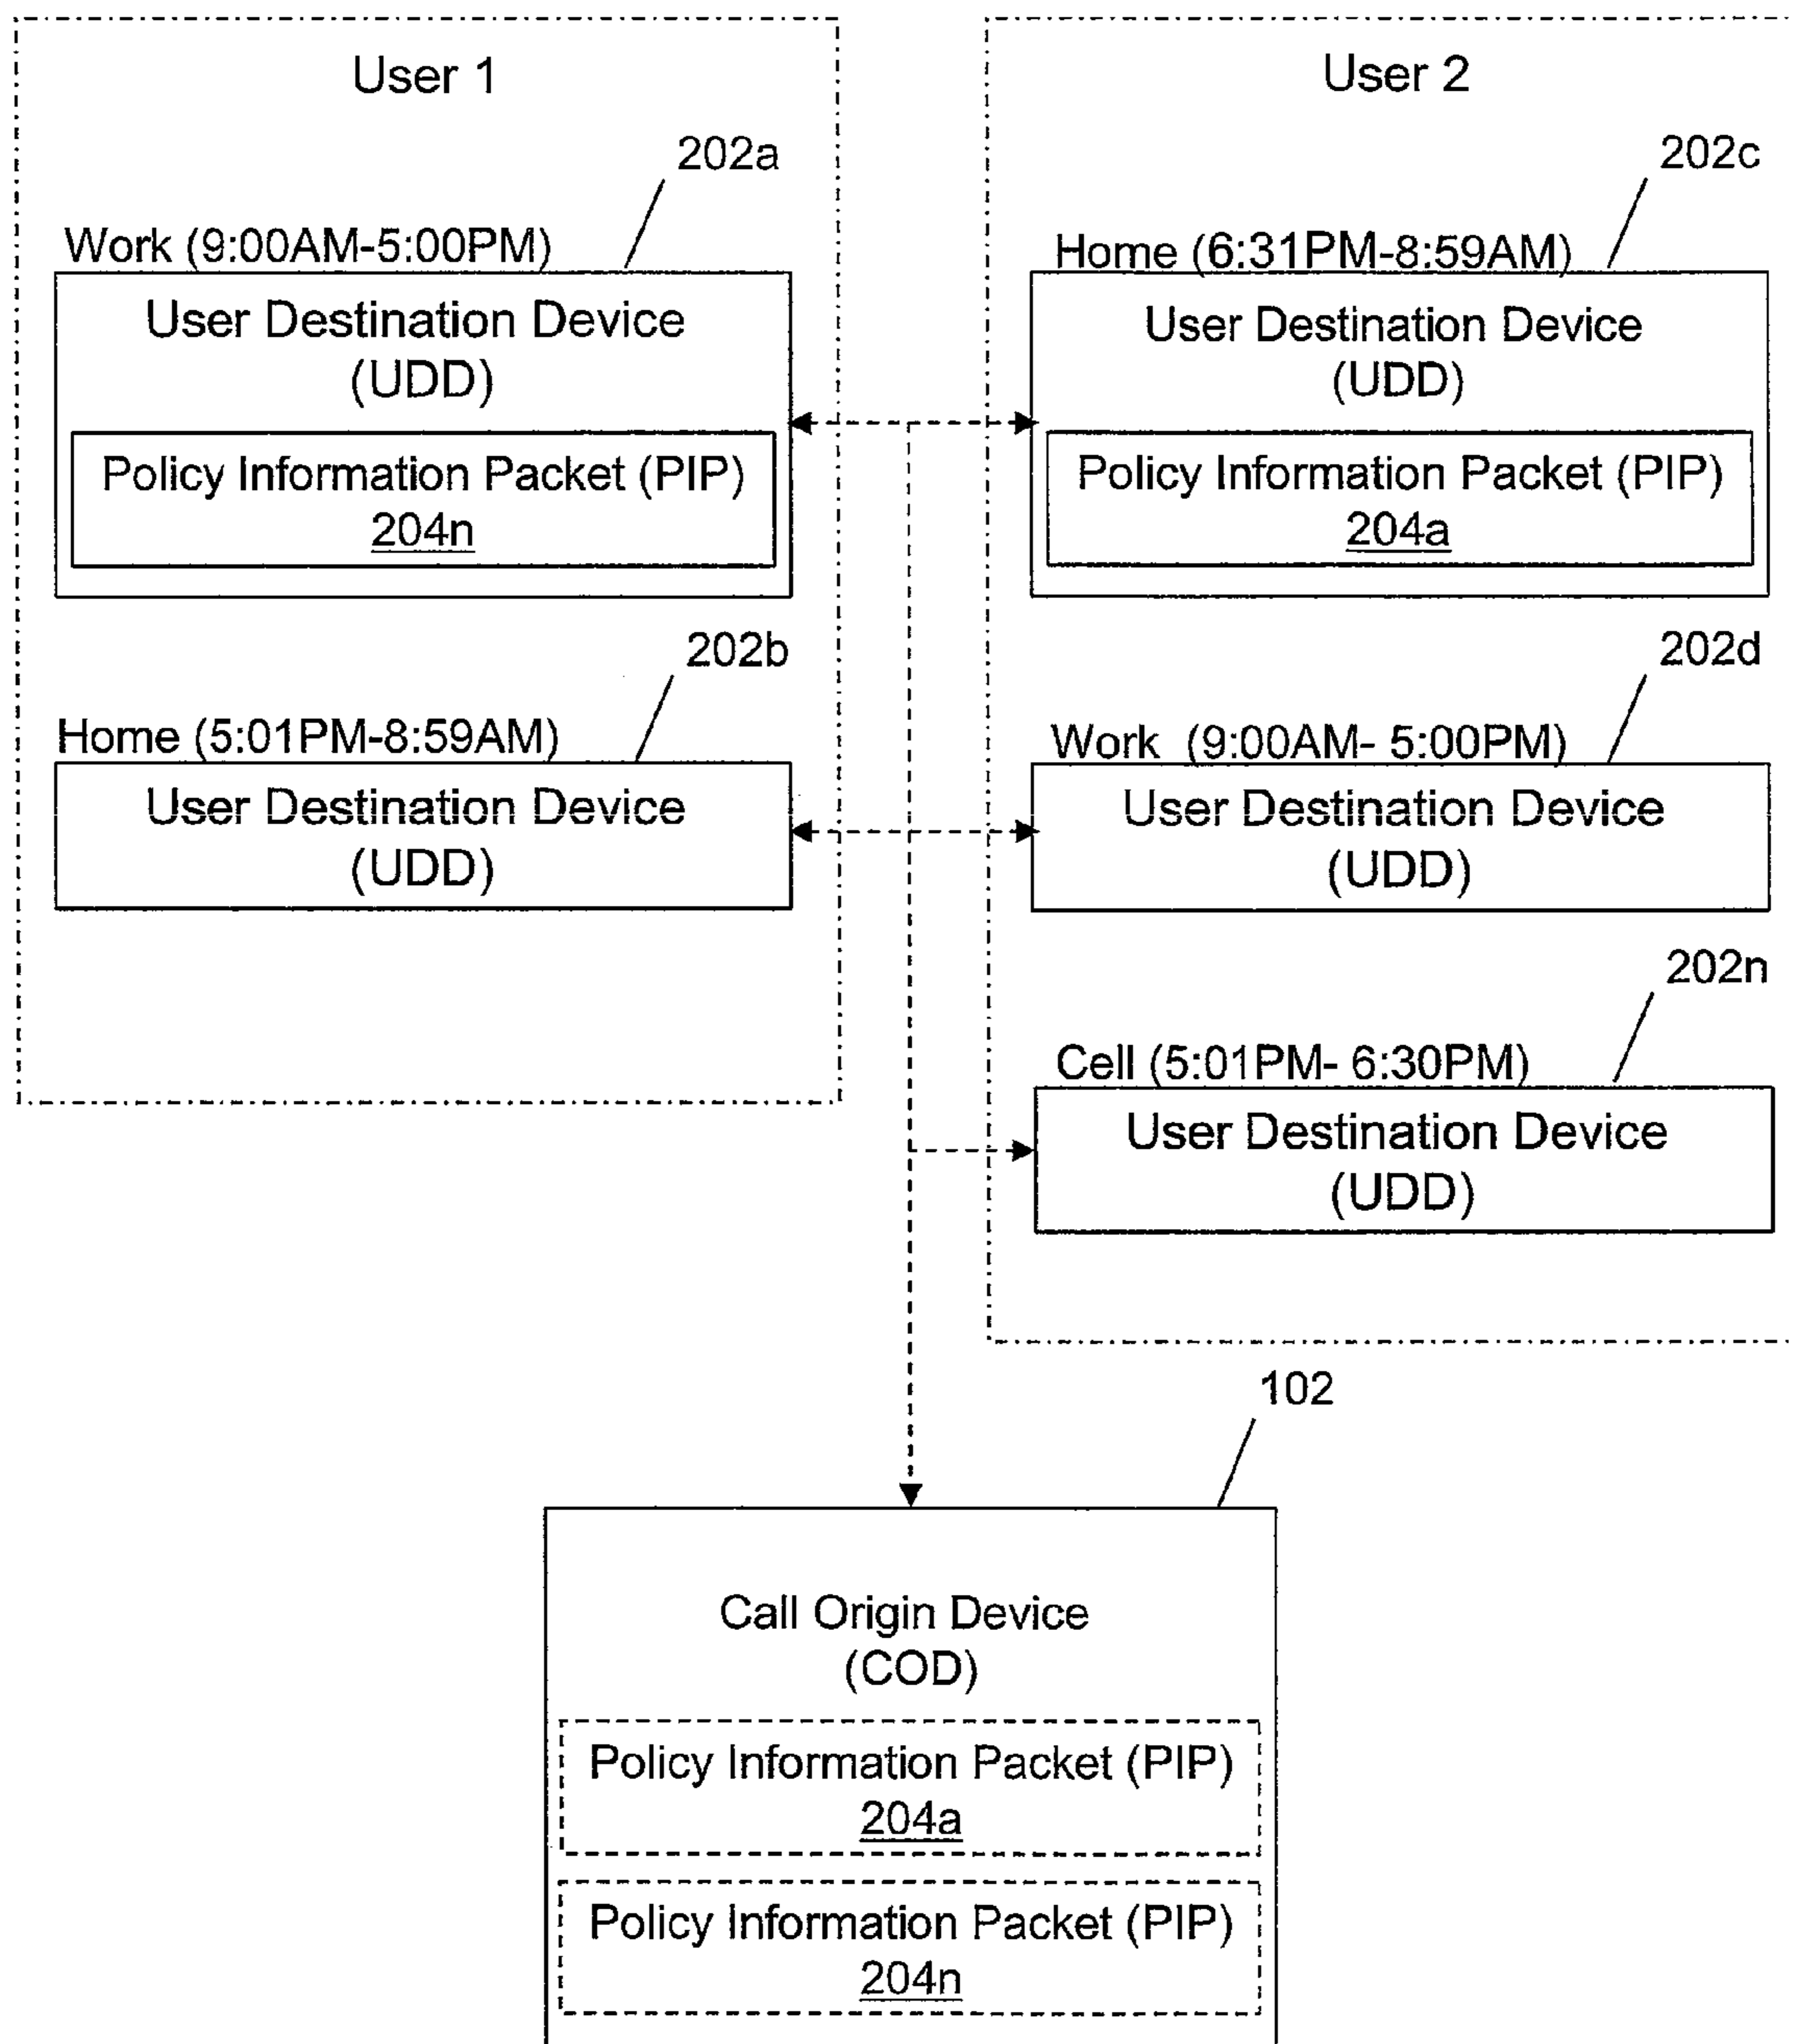 User 1
202a
Work (9:00AM-5:00PM)
User Destination Device
(UDD)
Policy Information Packet (PIP)
204n
202b
Home (5:01PM-8:59AM)
User Destination Device
(UDD)
User 2
202c
Home (6:31PM-8:59AM)
User Destination Device
(UDD)
Policy Information Packet (PIP)
204a
202d
Work (9:00AM- 5:00PM)
User Destination Device
(UDD)
202n
Cell (5:01PM- 6:30PM)
User Destination Device
(UDD)
102
Call Origin Device
(COD)
Policy Information Packet (PIP)
204a
Policy Information Packet (PIP)
204n